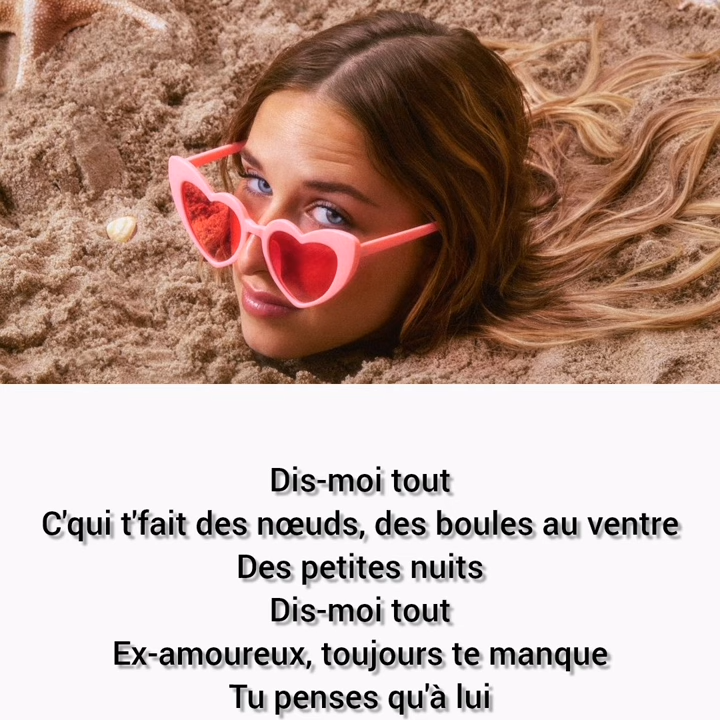 Dis-moi tout
C'qui t'fait des nœuds, des boules au ventre
Des petites nuits
Dis-moi tout
Ex-amoureux, toujours te manque
Tu penses qu'à lui